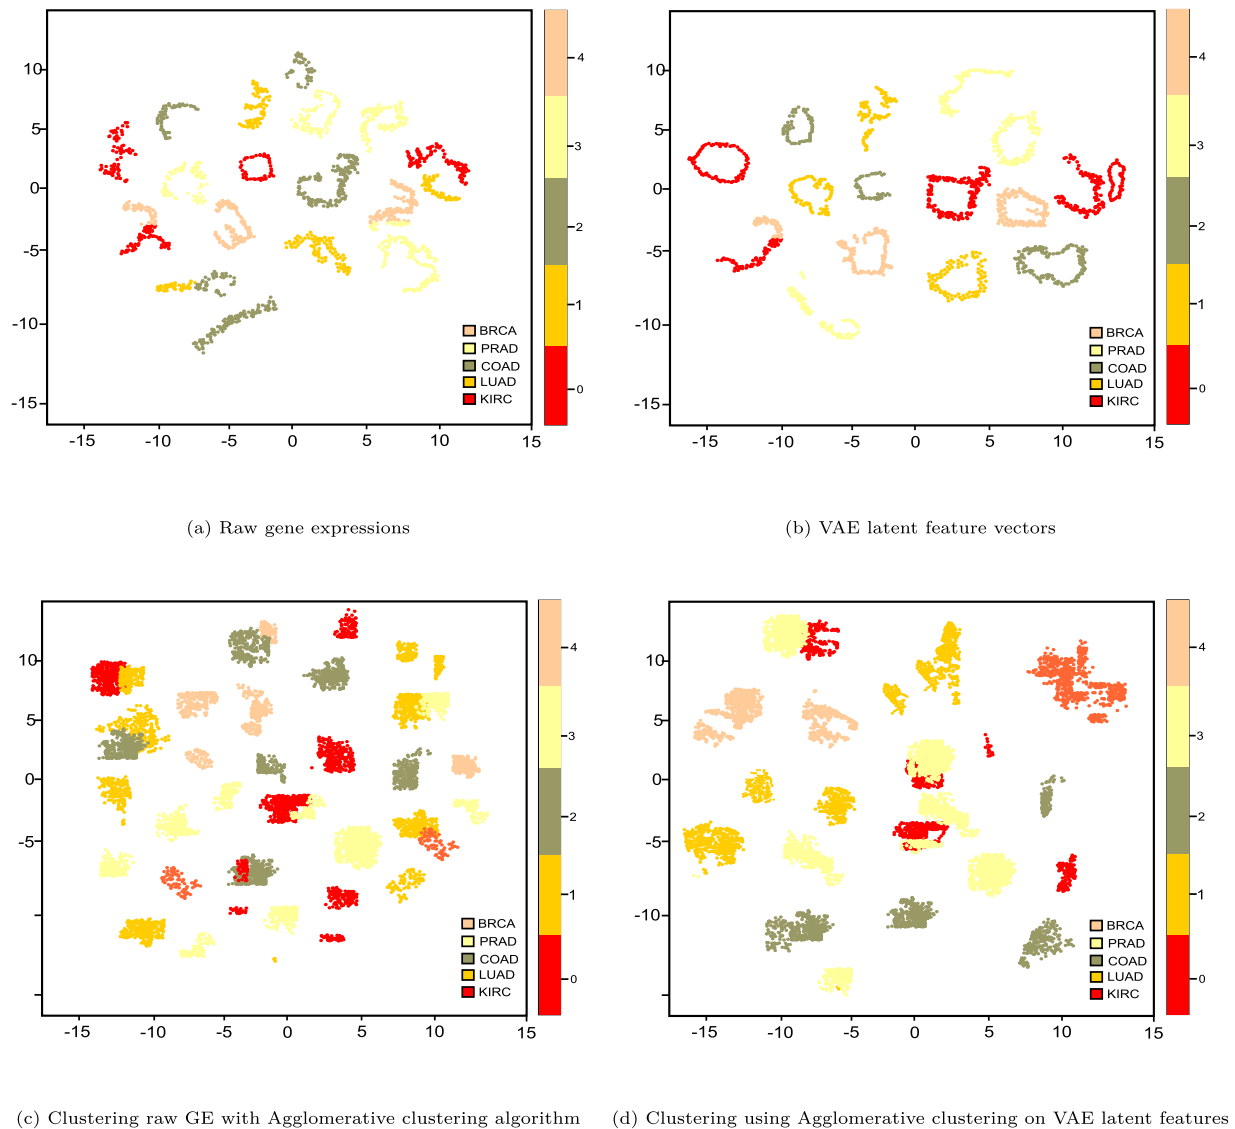 10
5
0
-5
-10
-15
-15
-10
-5
0
5
10
15
BRCA
PRAD
COAD
LUAD
KIRC
4
3
2
1
0
(a) Raw gene expressions
10
5
0
-5
-10
-15
-15
-10
-5
0
5
10
15
BRCA
PRAD
COAD
LUAD
KIRC
4
3
2
1
0
(b) VAE latent feature vectors
10
5
0
-5
-15
-10
-5
0
5
10
15
BRCA
PRAD
COAD
LUAD
KIRC
4
3
2
1
0
(c) Clustering raw GE with Agglomerative clustering algorithm
10
5
0
-5
-10
-15
-10
-5
0
5
10
15
BRCA
PRAD
COAD
LUAD
KIRC
4
3
2
1
0
(d) Clustering using Agglomerative clustering on VAE latent features